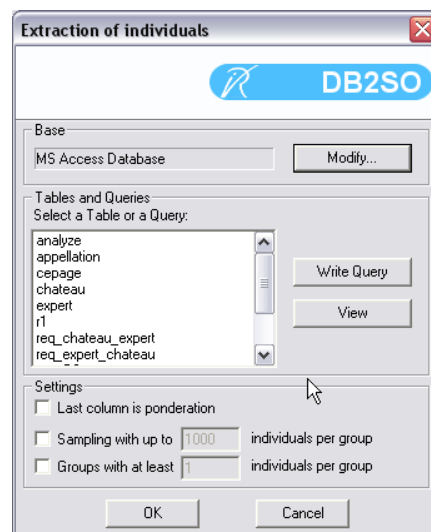 Extraction of individuals
DB2SO
Base
MS Access Database
Modify...
Tables and Queries
Select a Table or a Query:
analyze
appellation
cepage
chateau
expert
r1
req_chateau_expert
req_expert_chateau
Write Query
View
Settings
Last column is ponderation
Sampling with up to 1000 individuals per group
Groups with at least 1 individuals per group
OK Cancel